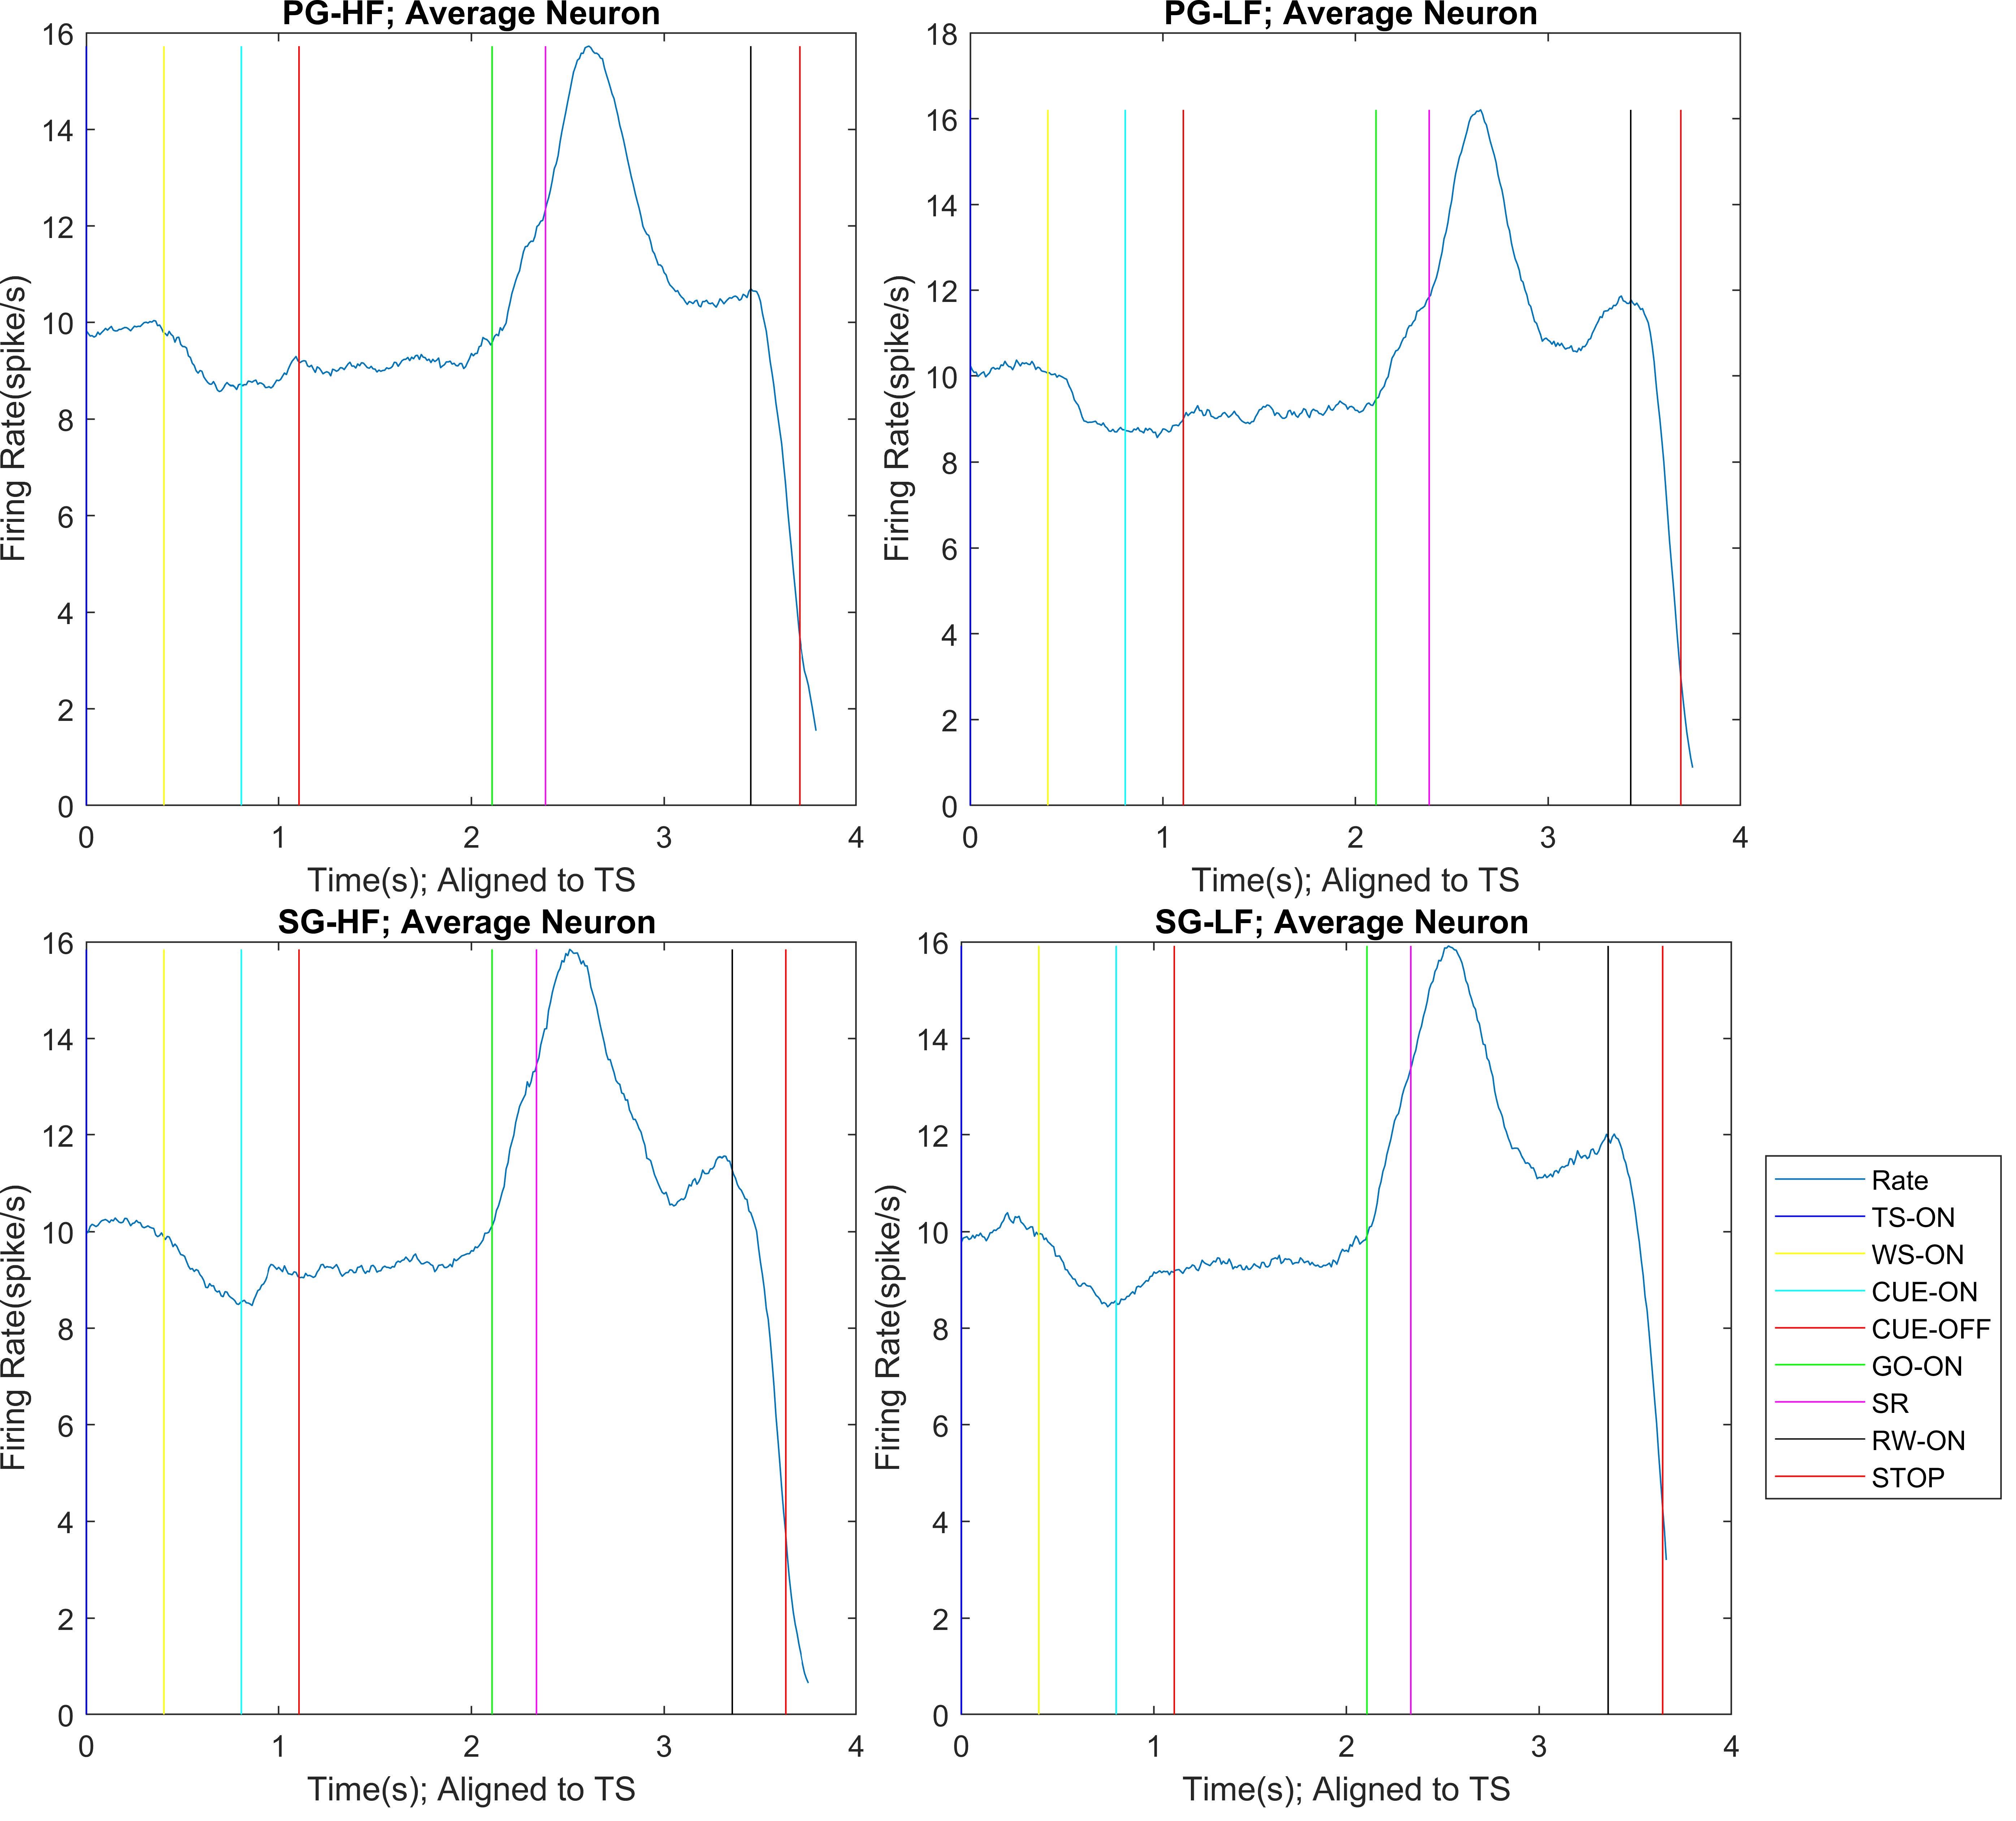 PG-HF; Average Neuron
16
14
12
10
8
6
4
2
0
Firing Rate(spike/s)
0 1 2 3 4
Time(s); Aligned to TS
PG-LF; Average Neuron
18
16
14
12
10
8
6
4
2
0
Firing Rate(spike/s)
0 1 2 3 4
Time(s); Aligned to TS
SG-HF; Average Neuron
16
14
12
10
8
6
4
2
0
Firing Rate(spike/s)
0 1 2 3 4
Time(s); Aligned to TS
SG-LF; Average Neuron
16
14
12
10
8
6
4
2
0
Firing Rate(spike/s)
0 1 2 3 4
Time(s); Aligned to TS
Rate
TS-ON
WS-ON
CUE-ON
CUE-OFF
GO-ON
SR
RW-ON
STOP